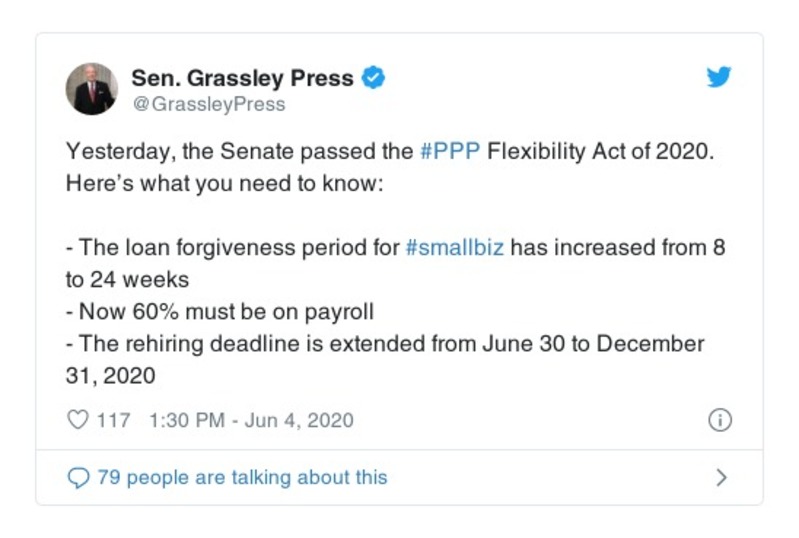 Sen. Grassley Press
@GrassleyPress
Yesterday, the Senate passed the #PPP Flexibility Act of 2020.
Here’s what you need to know:
- The loan forgiveness period for #smallbiz has increased from 8
to 24 weeks
- Now 60% must be on payroll
- The rehiring deadline is extended from June 30 to December
31, 2020
117 1:30 PM - Jun 4, 2020
79 people are talking about this